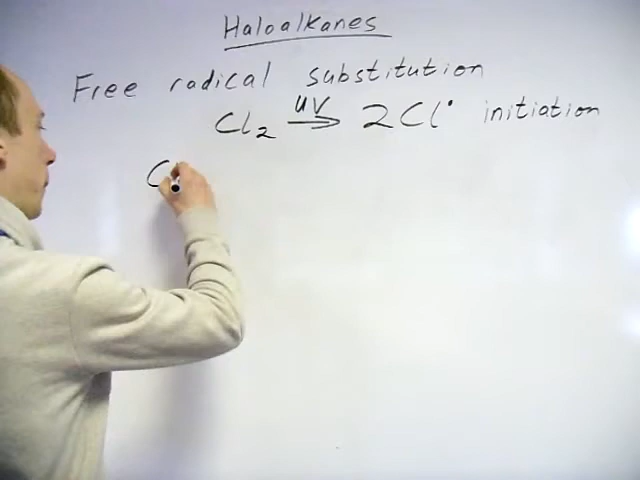 Haloalkanes
Free radical substitution
Cl₂ —UV→ 2Cl• initiation
C